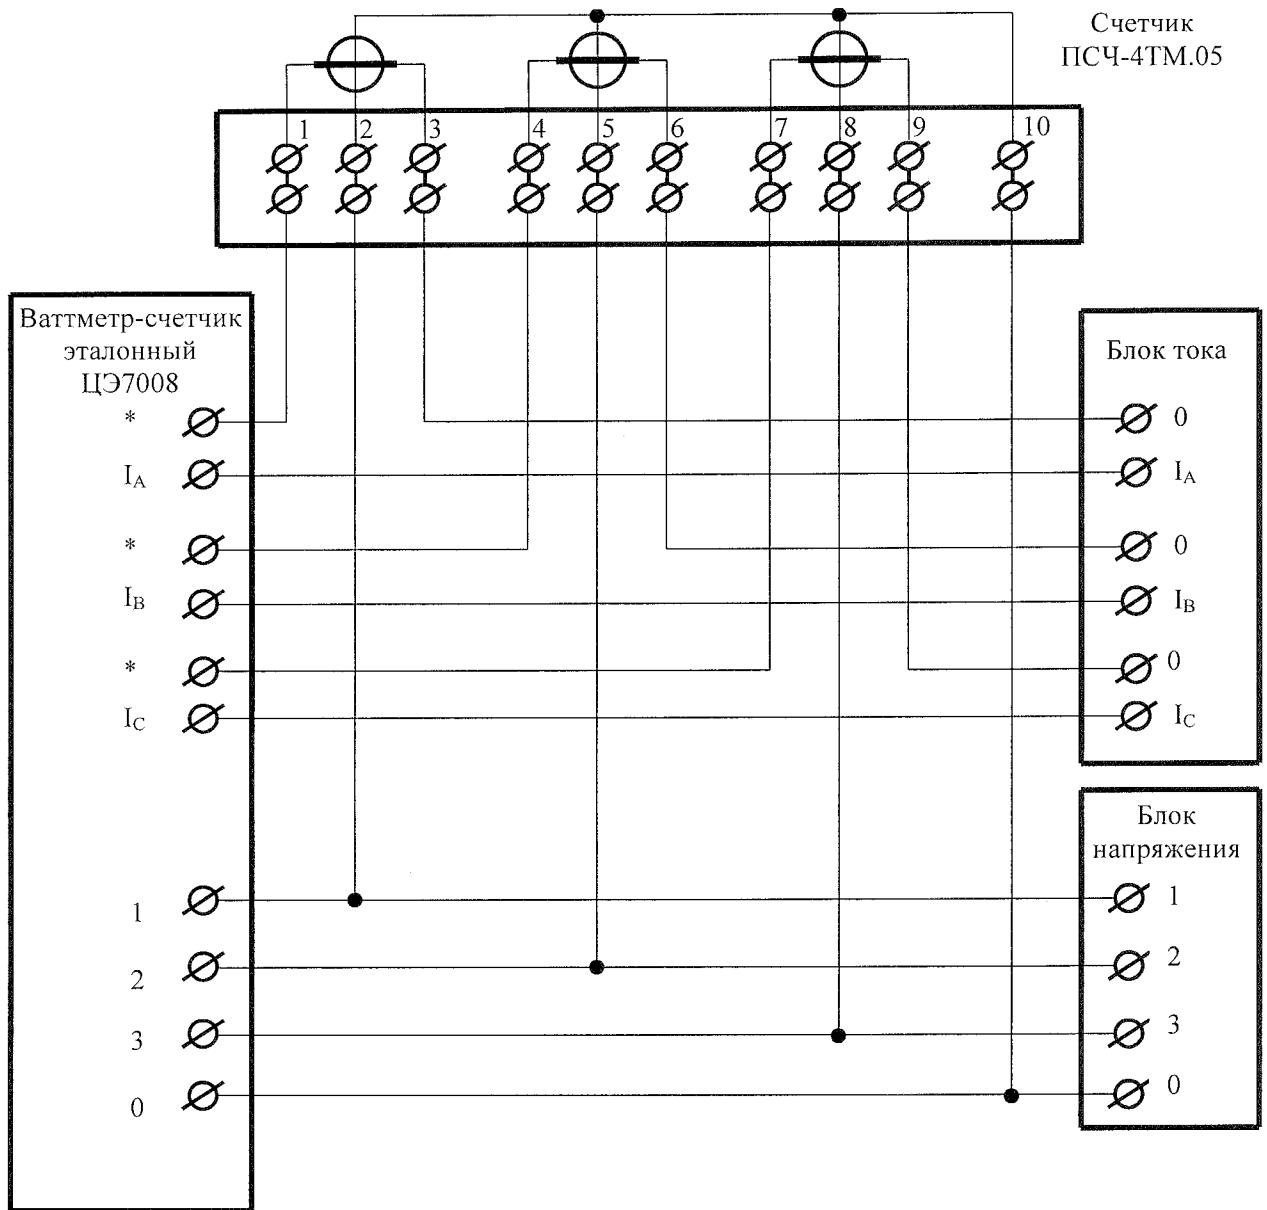 Счетчик
ПСЧ-4ТМ.05
1 2 3 4 5 6 7 8 9 10
Ваттметр-счетчик
эталонный
ЦЭ7008
*
IA
*
IB
*
IC
1
2
3
0
Блок тока
0
IA
0
IB
0
IC
Блок
напряжения
1
2
3
0